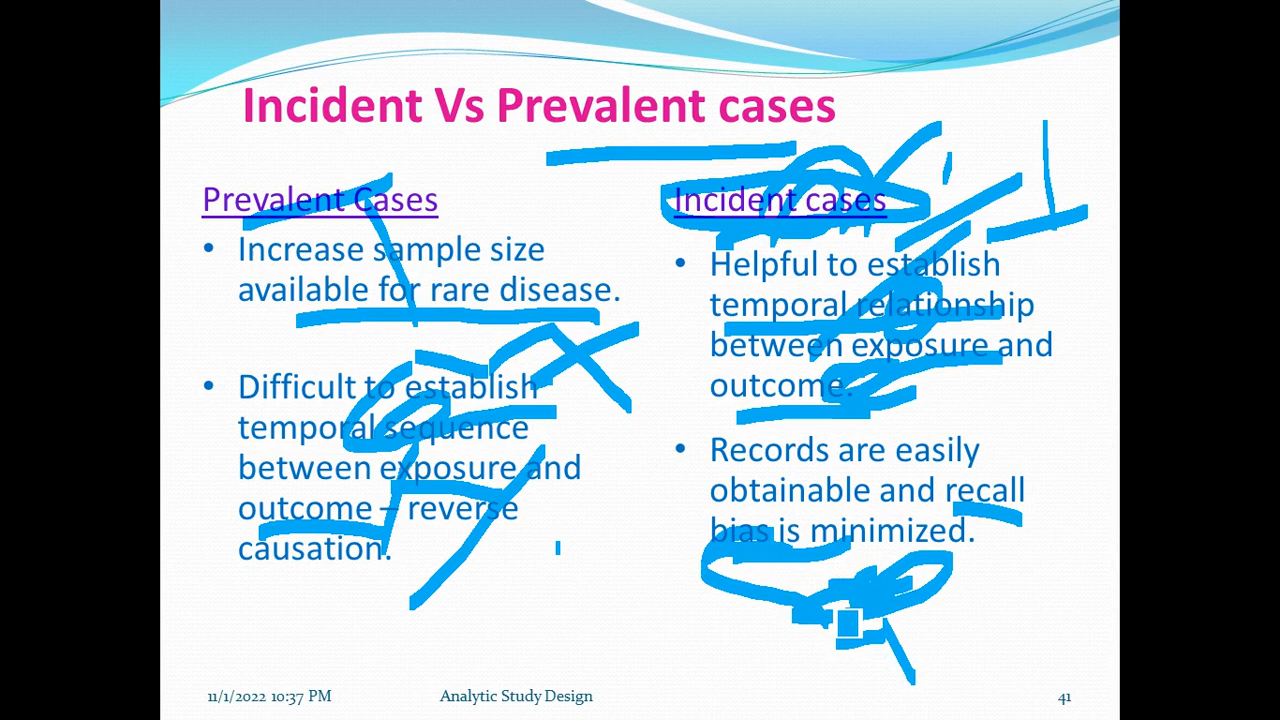 Incident Vs Prevalent cases
Prevalent Cases
• Increase sample size
available for rare disease.
• Difficult to establish
temporal sequence
between exposure and
outcome – reverse
causation.
Incident cases
• Helpful to establish
temporal relationship
between exposure and
outcome.
• Records are easily
obtainable and recall
bias is minimized.
11/1/2022 10:37 PM
Analytic Study Design
41